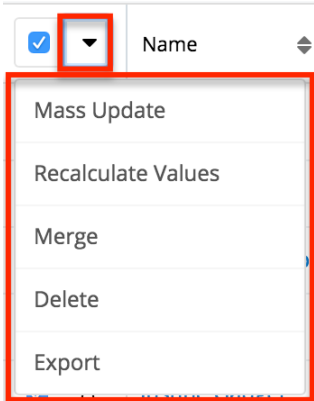 Name
Mass Update
Recalculate Values
Merge
Delete
Export